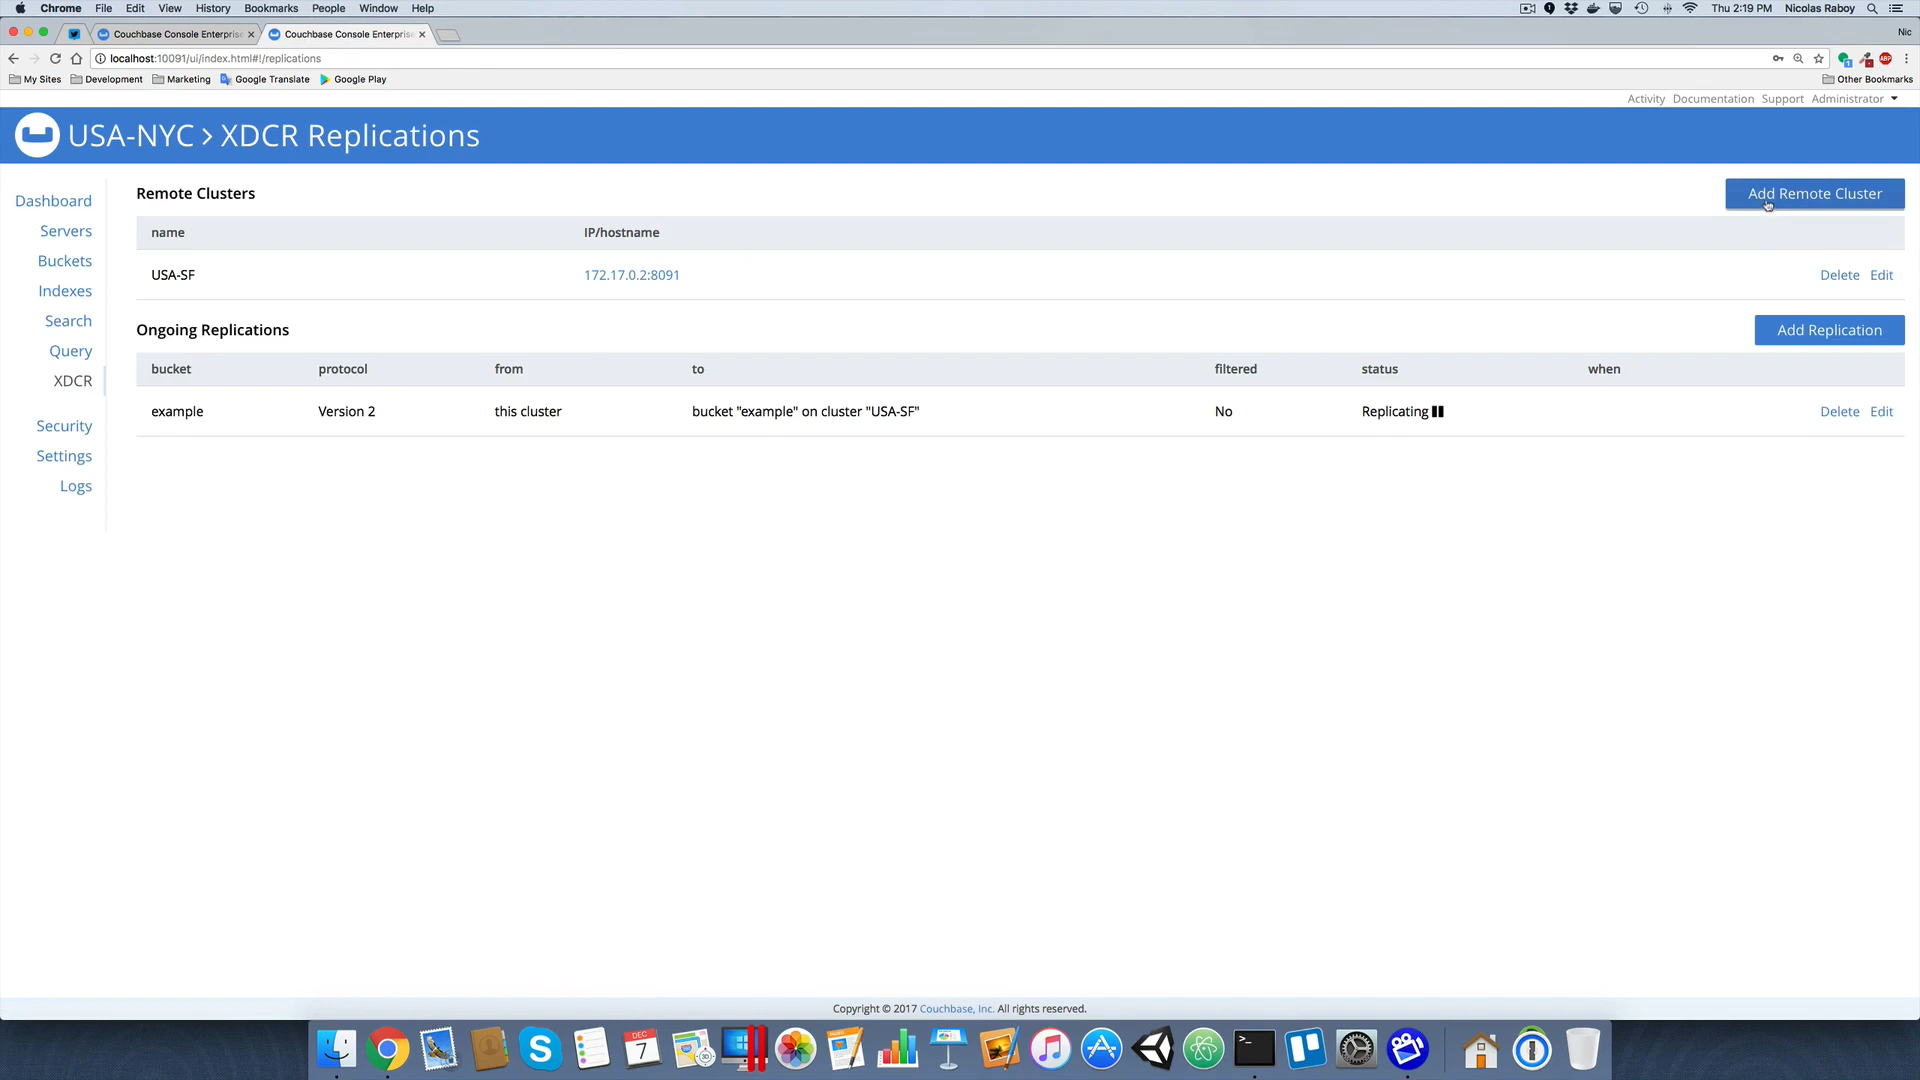 Chrome File Edit View History Bookmarks People Window Help Thu 2:19 PM Nicolas Raboy
Couchbase Console Enterprise Couchbase Console Enterprise Nic
localhost:10091/ui/index.html#!/replications
My Sites Development Marketing Google Translate Google Play Other Bookmarks
Activity Documentation Support Administrator
USA-NYC > XDCR Replications
Dashboard
Servers
Buckets
Indexes
Search
Query
XDCR
Security
Settings
Logs
Remote Clusters Add Remote Cluster
name IP/hostname
USA-SF 172.17.0.2:8091 Delete Edit
Ongoing Replications Add Replication
bucket protocol from to filtered status when
example Version 2 this cluster bucket "example" on cluster "USA-SF" No Replicating Delete Edit
Copyright © 2017 Couchbase, Inc. All rights reserved.
DEC
7